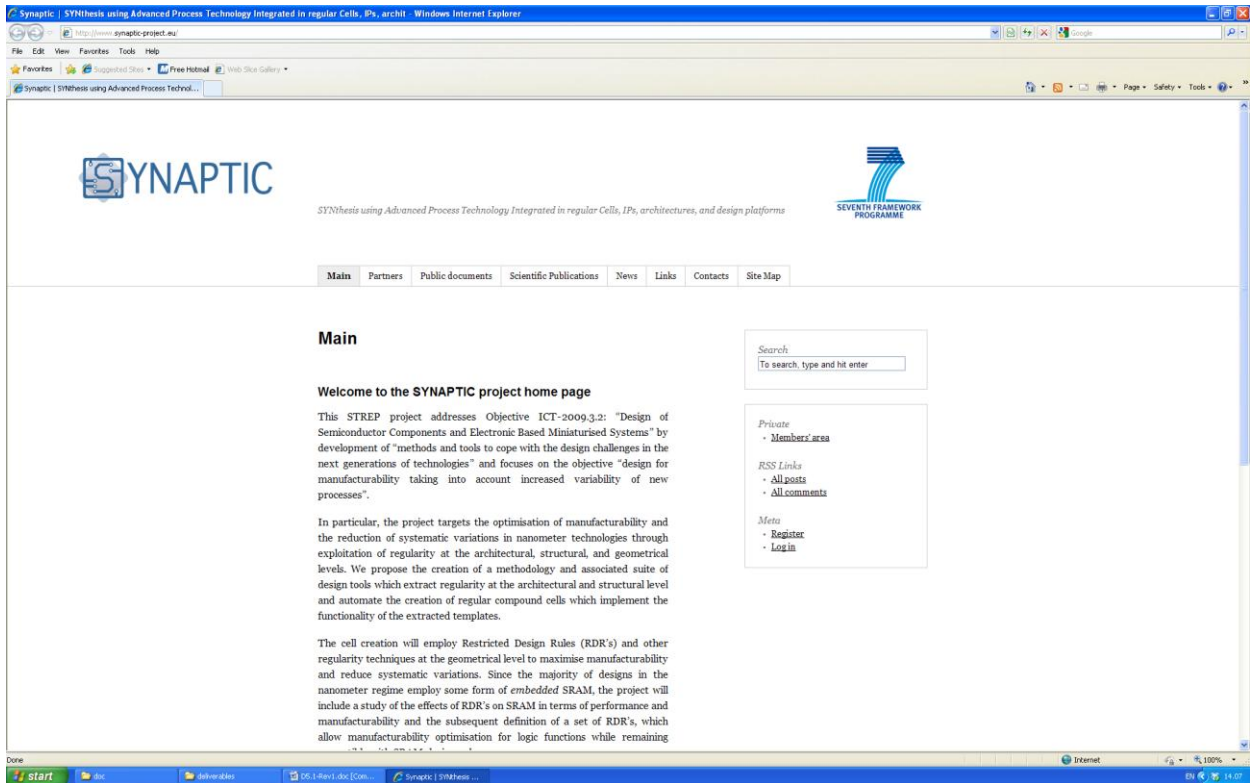 Synaptic | SYNthesis using Advanced Process Technology Integrated in regular Cells, IPs, archit - Windows Internet Explorer
http://www.synaptic-project.eu/
Google
File Edit View Favorites Tools Help
Favorites Suggested Sites Free Hotmail Web Slice Gallery
Synaptic | SYNthesis using Advanced Process Technol...
Page Safety Tools
SYNAPTIC
SYNthesis using Advanced Process Technology Integrated in regular Cells, IPs, architectures, and design platforms
SEVENTH FRAMEWORK
PROGRAMME
Main Partners Public documents Scientific Publications News Links Contacts Site Map
Main
Welcome to the SYNAPTIC project home page
This STREP project addresses Objective ICT-2009.3.2: “Design of
Semiconductor Components and Electronic Based Miniaturised Systems” by
development of “methods and tools to cope with the design challenges in the
next generations of technologies” and focuses on the objective “design for
manufacturability taking into account increased variability of new
processes”.
In particular, the project targets the optimisation of manufacturability and
the reduction of systematic variations in nanometer technologies through
exploitation of regularity at the architectural, structural, and geometrical
levels. We propose the creation of a methodology and associated suite of
design tools which extract regularity at the architectural and structural level
and automate the creation of regular compound cells which implement the
functionality of the extracted templates.
The cell creation will employ Restricted Design Rules (RDR's) and other
regularity techniques at the geometrical level to maximise manufacturability
and reduce systematic variations. Since the majority of designs in the
nanometer regime employ some form of embedded SRAM, the project will
include a study of the effects of RDR's on SRAM in terms of performance and
manufacturability and the subsequent definition of a set of RDR's, which
allow manufacturability optimisation for logic functions while remaining
Search
To search, type and hit enter
Private
Members' area
RSS Links
All posts
All comments
Meta
Register
Log in
Done
Internet
100%
start
doc
deliverables
D5.1-Rev1.doc [Com...
Synaptic | SYNthess ...
EN
14.07